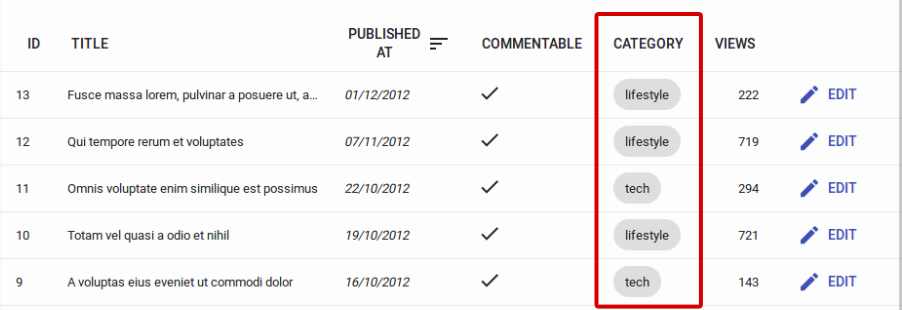 ID TITLE PUBLISHED AT COMMENTABLE CATEGORY VIEWS
13 Fusce massa lorem, pulvinar a posuere ut, a... 01/12/2012 lifestyle 222 EDIT
12 Qui tempore rerum et voluptates 07/11/2012 lifestyle 719 EDIT
11 Omnis voluptate enim similique est possimus 22/10/2012 tech 294 EDIT
10 Totam vel quasi a odio et nihil 19/10/2012 lifestyle 721 EDIT
9 A voluptas eius eveniet ut commodi dolor 16/10/2012 tech 143 EDIT